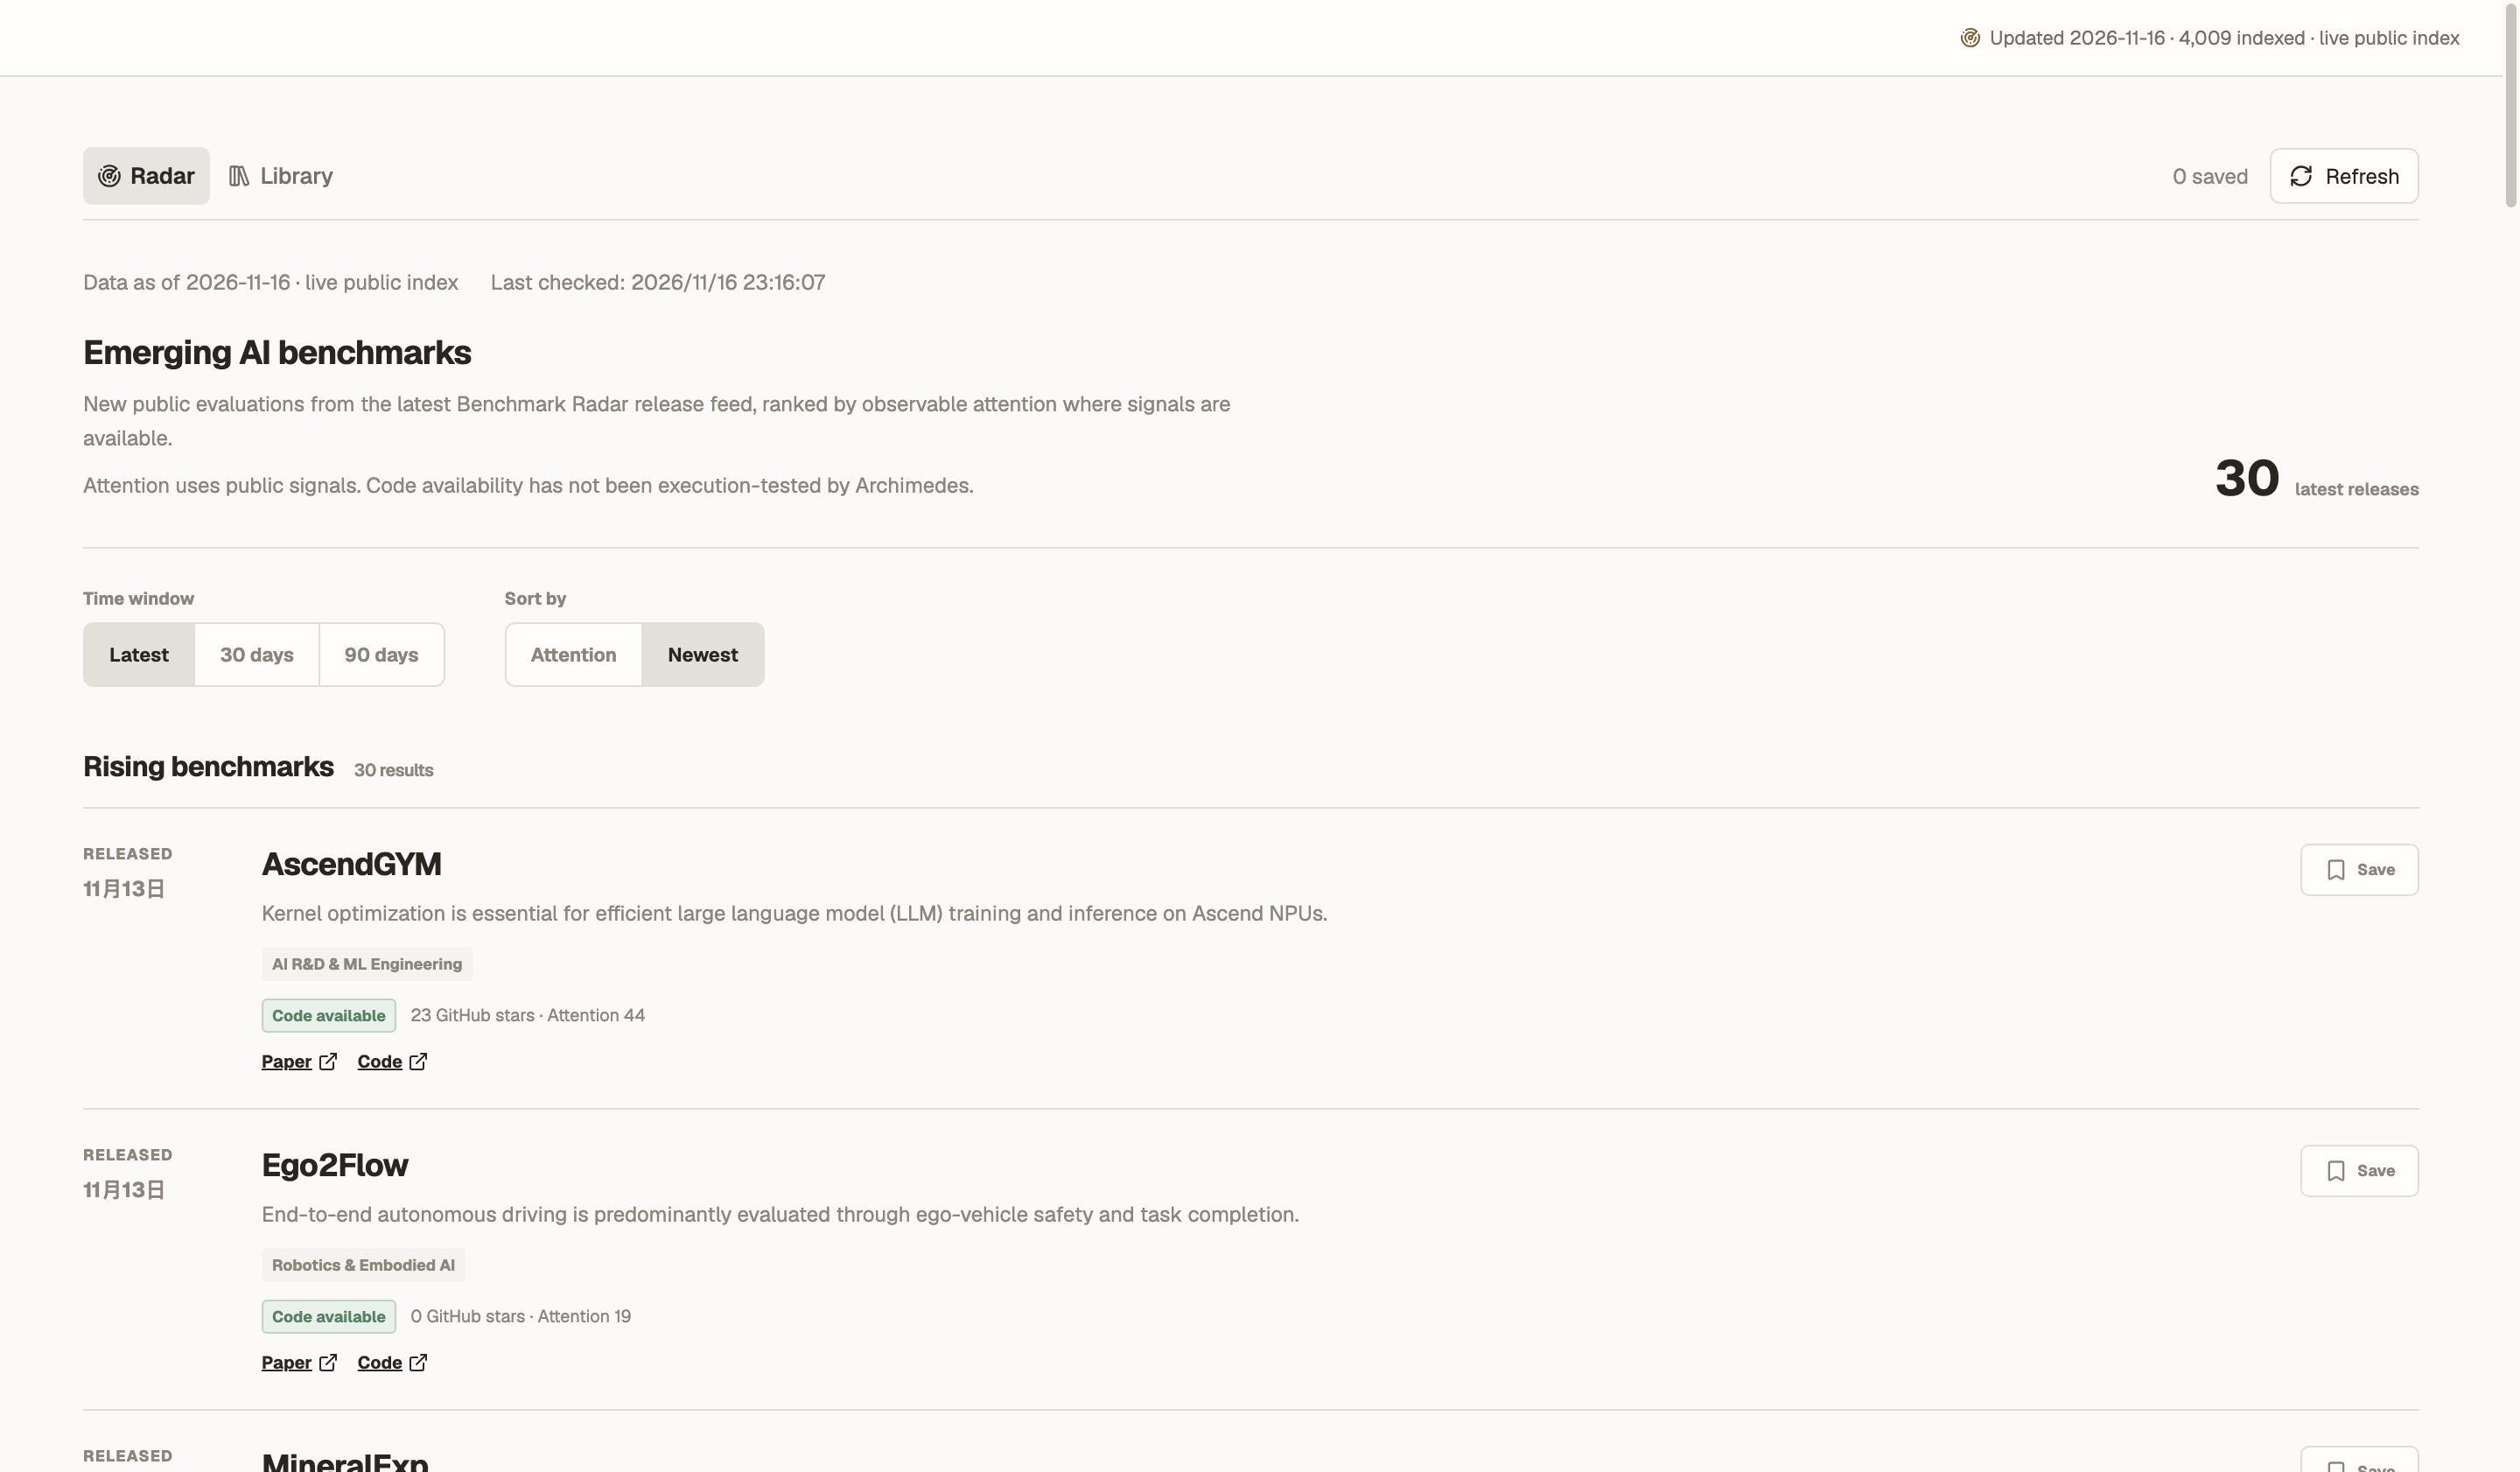 Updated 2026-11-16 · 4,009 indexed · live public index
Radar
Library
0 saved
Refresh
Data as of 2026-11-16 · live public index
Last checked: 2026/11/16 23:16:07
Emerging AI benchmarks
New public evaluations from the latest Benchmark Radar release feed, ranked by observable attention where signals are
available.
Attention uses public signals. Code availability has not been execution-tested by Archimedes.
30 latest releases
Time window
Sort by
Latest
30 days
90 days
Attention
Newest
Rising benchmarks
30 results
RELEASED
11月13日
AscendGYM
Save
Kernel optimization is essential for efficient large language model (LLM) training and inference on Ascend NPUs.
AI R&D & ML Engineering
Code available
23 GitHub stars · Attention 44
Paper
Code
RELEASED
11月13日
Ego2Flow
Save
End-to-end autonomous driving is predominantly evaluated through ego-vehicle safety and task completion.
Robotics & Embodied AI
Code available
0 GitHub stars · Attention 19
Paper
Code
RELEASED
MineralExp
Save